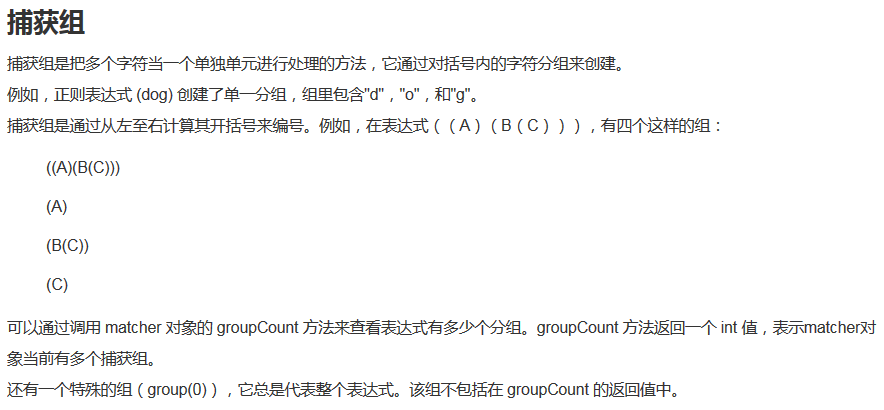 捕获组
捕获组是把多个字符当一个单独单元进行处理的方法，它通过对括号内的字符分组来创建。
例如，正则表达式 (dog) 创建了单一分组，组里包含"d"，"o"，和"g"。
捕获组是通过从左至右计算其开括号来编号。例如，在表达式（（A）（B（C））），有四个这样的组：
((A)(B(C)))
(A)
(B(C))
(C)
可以通过调用 matcher 对象的 groupCount 方法来查看表达式有多少个分组。groupCount 方法返回一个 int 值，表示matcher对
象当前有多个捕获组。
还有一个特殊的组（group(0)），它总是代表整个表达式。该组不包括在 groupCount 的返回值中。